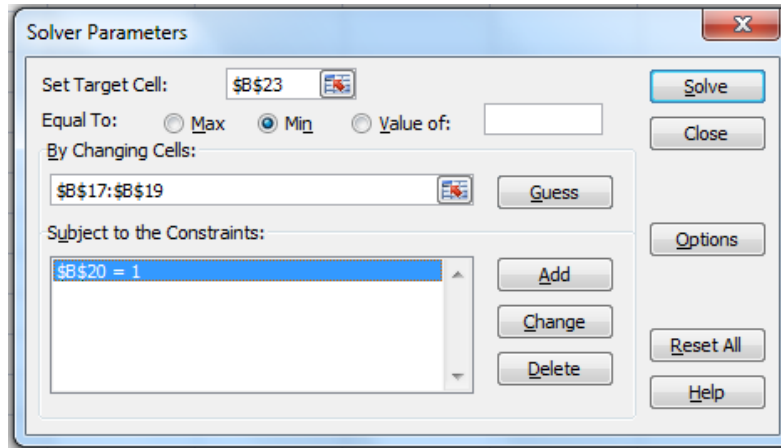 Solver Parameters
Set Target Cell: $B$23 Solve
Equal To: Max Min Value of: Close
By Changing Cells:
$B$17:$B$19 Guess
Subject to the Constraints: Options
$B$20 = 1 Add
Change
Reset All
Delete
Help